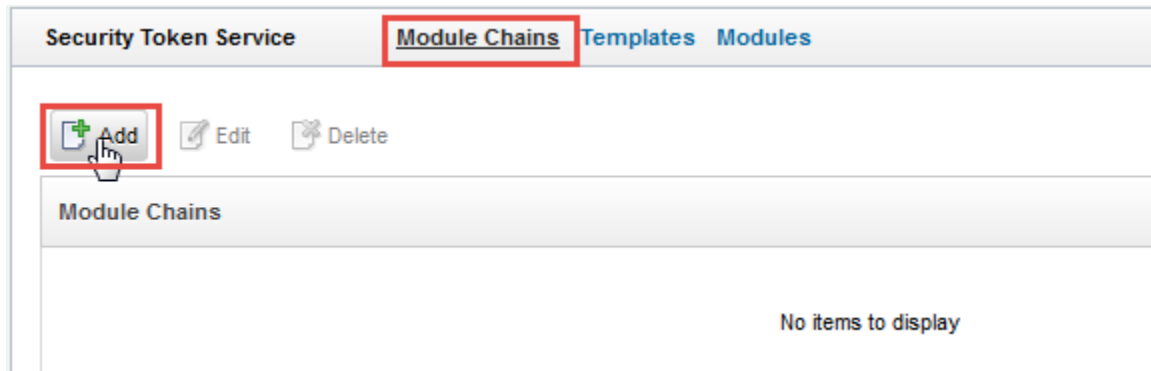 Security Token Service Module Chains Templates Modules
Add Edit Delete
Module Chains
No items to display